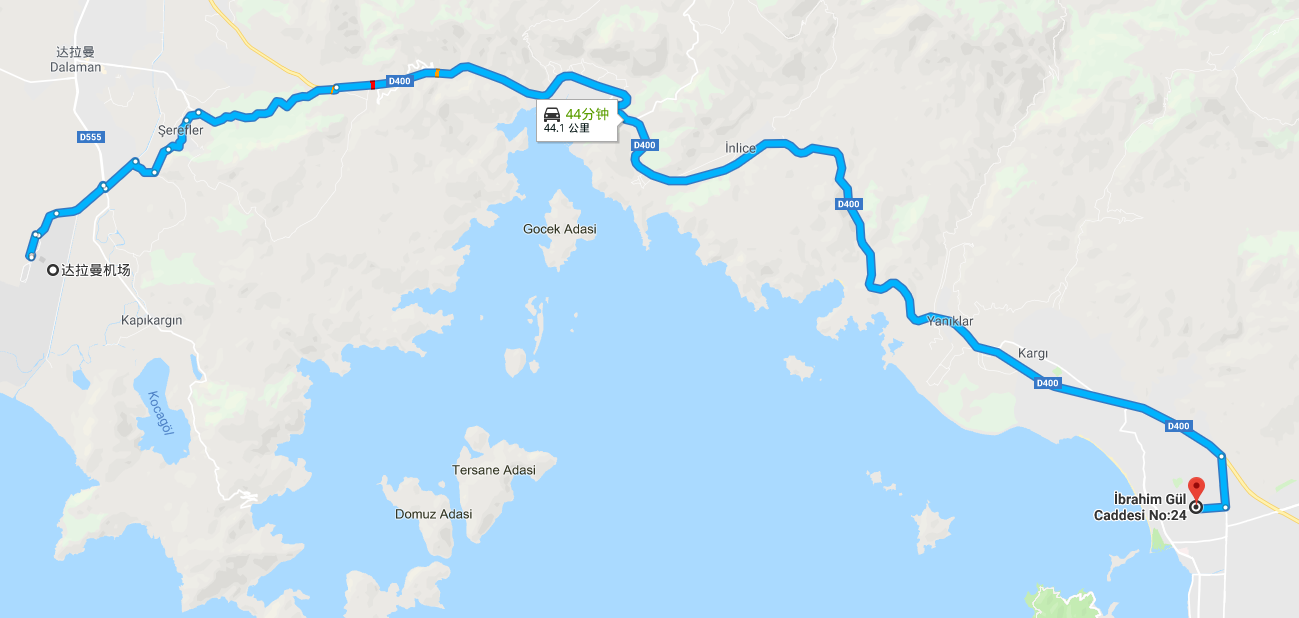 达拉曼
Dalaman
D400
44分钟
44.1 公里
D555
Şerefler
D400
İnlice
D400
Gocek Adasi
达拉曼机场
Kapıkargın
Yanıklar
Kargı
D400
Kocagöl
D400
Tersane Adasi
Domuz Adasi
İbrahim Gül
Caddesi No:24